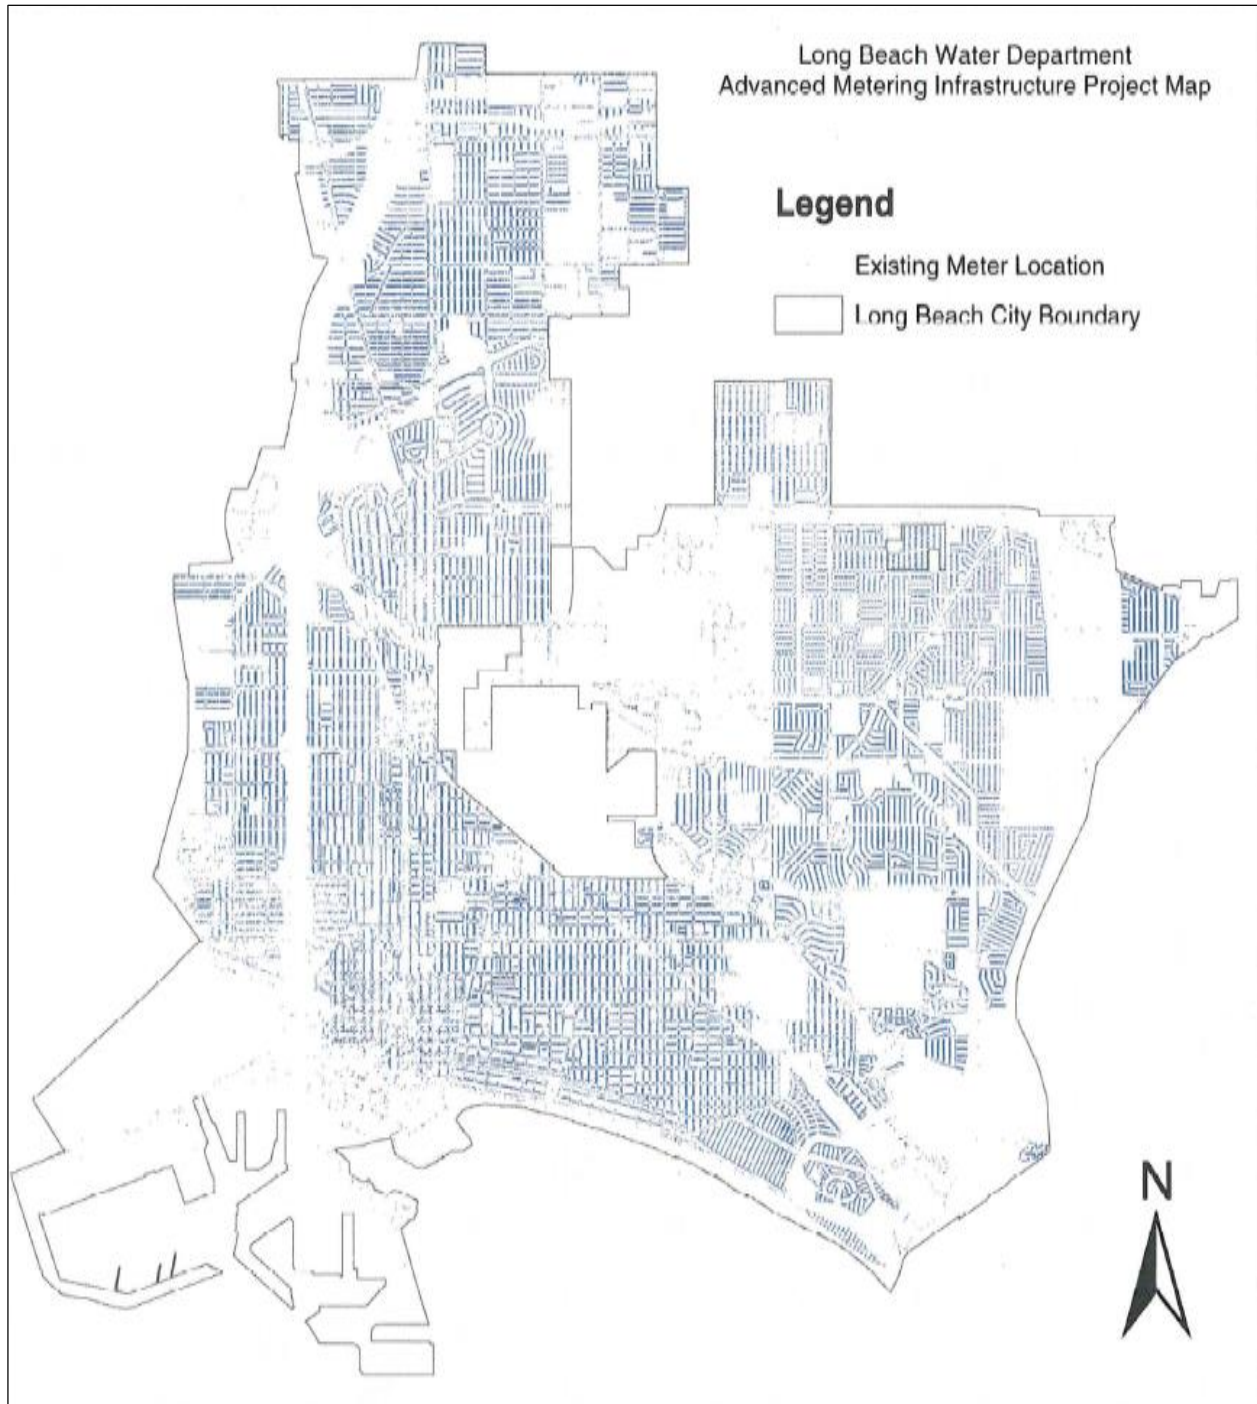 Long Beach Water Department
Advanced Metering Infrastructure Project Map
Legend
Existing Meter Location
Long Beach City Boundary
N